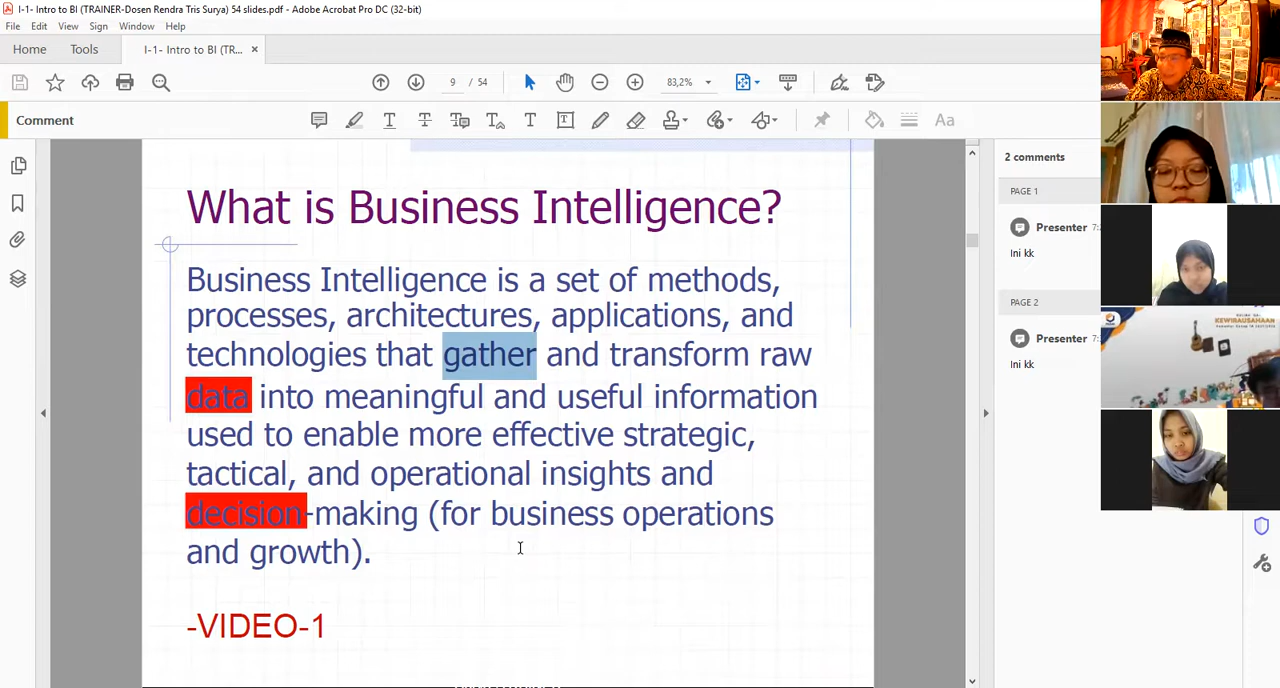 I-1- Intro to BI (TRAINER-Dosen Rendra Tris Surya) 54 slides.pdf - Adobe Acrobat Pro DC (32-bit)
File Edit View Sign Window Help
Home Tools I-1- Intro to BI (TR... ×
9 / 54 83,2%
Comment
Aa
What is Business Intelligence?
Business Intelligence is a set of methods,
processes, architectures, applications, and
technologies that gather and transform raw
data into meaningful and useful information
used to enable more effective strategic,
tactical, and operational insights and
decision-making (for business operations
and growth).
-VIDEO-1
2 comments
PAGE 1
Presenter 7:
Ini kk
PAGE 2
Presenter 7:
Ini kk
KEWIRAUSAHAAN